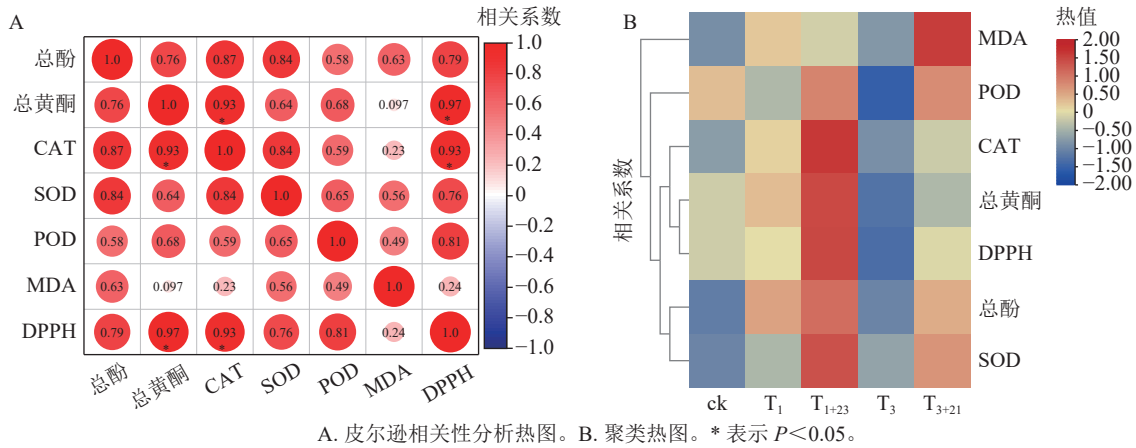 A
相关系数
总酚 1.0 0.76 0.87 0.84 0.58 0.63 0.79
总黄酮 0.76 1.0 0.93 * 0.64 0.68 0.097 0.97 *
CAT 0.87 0.93 * 1.0 0.84 0.59 0.23 0.93 *
SOD 0.84 0.64 0.84 1.0 0.65 0.56 0.76
POD 0.58 0.68 0.59 0.65 1.0 0.49 0.81
MDA 0.63 0.097 0.23 0.56 0.49 1.0 0.24
DPPH 0.79 0.97 * 0.93 * 0.76 0.81 0.24 1.0
总酚 总黄酮 CAT SOD POD MDA DPPH
1.0
0.8
0.6
0.4
0.2
0
−0.2
−0.4
−0.6
−0.8
−1.0
B
相关系数
MDA
POD
CAT
总黄酮
DPPH
总酚
SOD
ck T₁ T₁₊₂₃ T₃ T₃₊₂₁
热值
2.00
1.50
1.00
0.50
0
−0.50
−1.00
−1.50
−2.00
A. 皮尔逊相关性分析热图。B. 聚类热图。* 表示 P＜0.05。